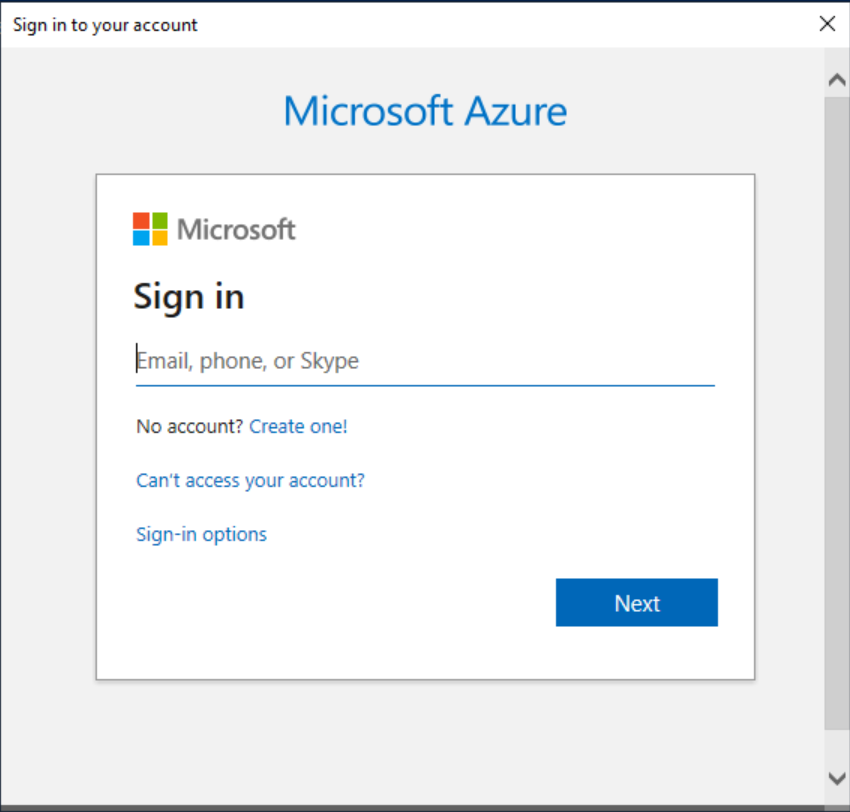 Sign in to your account
Microsoft Azure
Microsoft
Sign in
Email, phone, or Skype
No account? Create one!
Can't access your account?
Sign-in options
Next